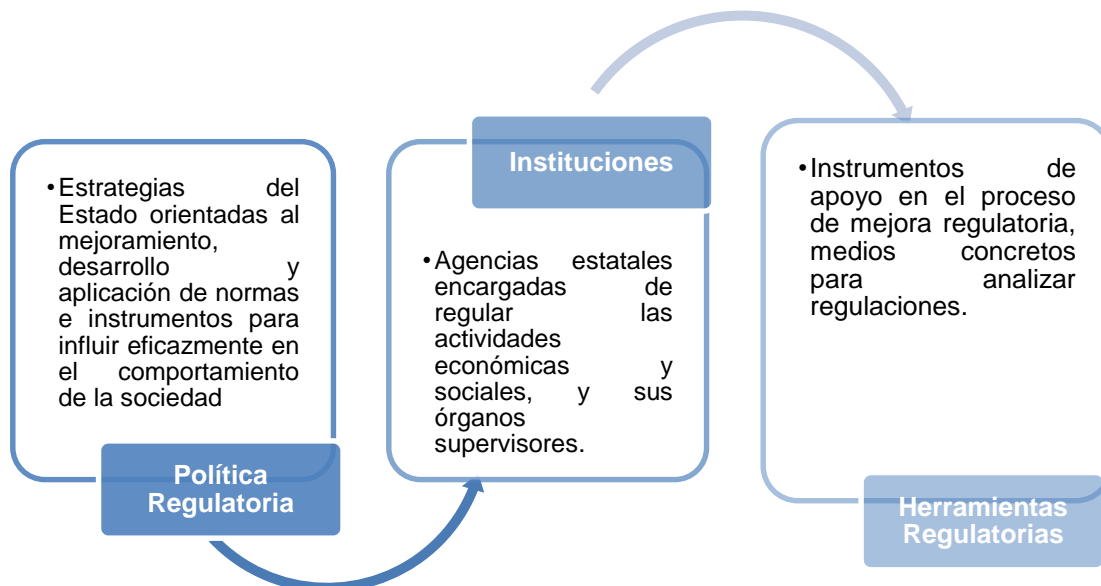 •Estrategias del
Estado orientadas al
mejoramiento,
desarrollo y
aplicación de normas
e instrumentos para
influir eficazmente en
el comportamiento
de la sociedad
Política
Regulatoria
Instituciones
•Agencias estatales
encargadas de
regular las
actividades
económicas y
sociales, y sus
órganos
supervisores.
•Instrumentos de
apoyo en el proceso
de mejora regulatoria,
medios concretos
para analizar
regulaciones.
Herramientas
Regulatorias